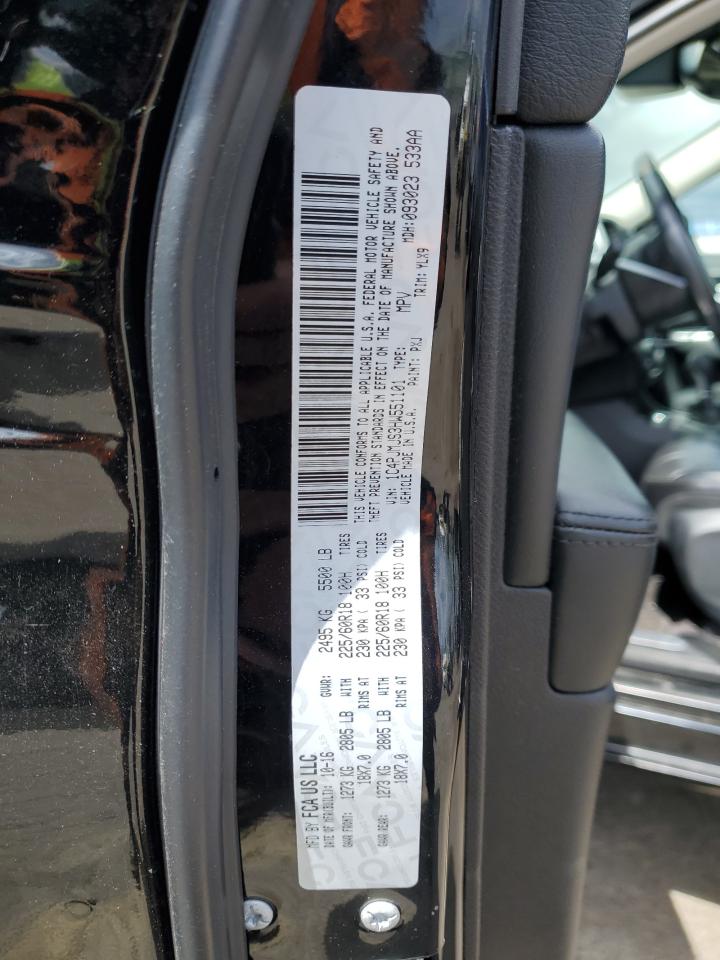 MFD BY FCA US LLC
DATE OF MFR(BUILT): 10-16 GVWR: 2495 KG 5500 LB
GAWR FRONT: 1273 KG 2805 LB WITH 225/60R18 100H TIRES
18X7.0 RIMS AT 230 KPA ( 33 PSI) COLD
GAWR REAR: 1273 KG 2805 LB WITH 225/60R18 100H TIRES
18X7.0 RIMS AT 230 KPA ( 33 PSI) COLD
THIS VEHICLE CONFORMS TO ALL APPLICABLE U.S.A. FEDERAL MOTOR VEHICLE SAFETY AND
THEFT PREVENTION STANDARDS IN EFFECT ON THE DATE OF MANUFACTURE SHOWN ABOVE.
VIN: 1C4PJMJS3HW551101 TYPE: MPV MDH:093023 533AA
VEHICLE MADE IN U.S.A. PAINT: PXJ TRIM: YLX9